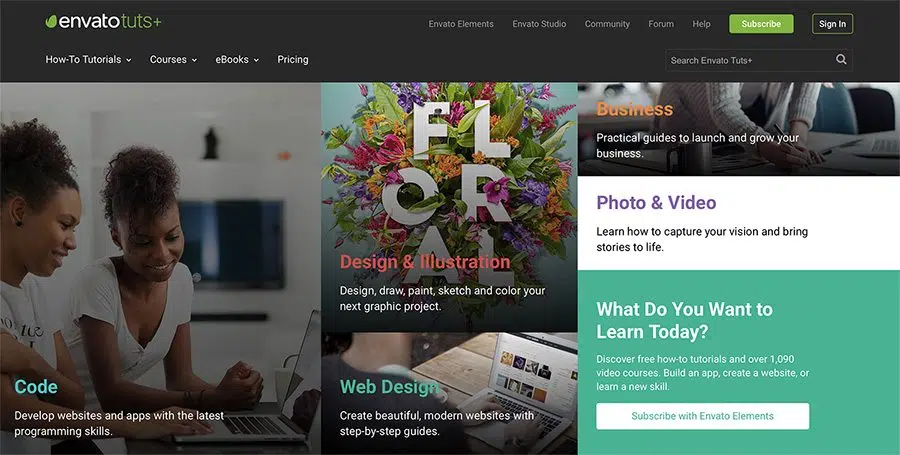 envatotuts+
Envato Elements Envato Studio Community Forum Help Subscribe Sign In
How-To Tutorials Courses eBooks Pricing
Search Envato Tuts+
Code
Develop websites and apps with the latest
programming skills.
FL
OR
AL
Design & Illustration
Design, draw, paint, sketch and color your
next graphic project.
Web Design
Create beautiful, modern websites with
step-by-step guides.
Business
Practical guides to launch and grow your
business.
Photo & Video
Learn how to capture your vision and bring
stories to life.
What Do You Want to
Learn Today?
Discover free how-to tutorials and over 1,090
video courses. Build an app, create a website, or
learn a new skill.
Subscribe with Envato Elements